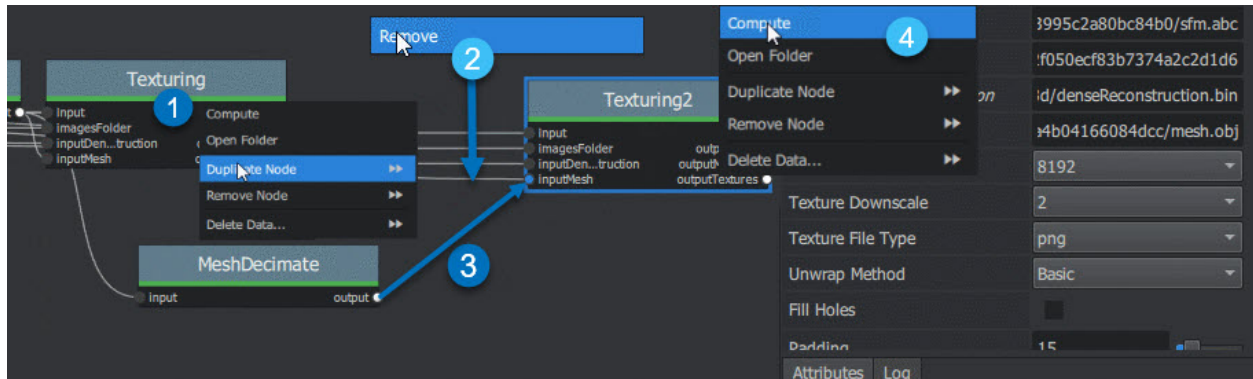 Remove
2
Compute
4
Open Folder
Duplicate Node
Remove Node
Delete Data...
Texturing
1
Input
imagesFolder
inputDen...truction
inputMesh
Compute
Open Folder
Duplicate Node
Remove Node
Delete Data...
Texturing2
Input
imagesFolder
inputDen...truction
inputMesh
outputTextures
MeshDecimate
input
output
3
3995c2a80bc84b0/sfm.abc
f050ecf83b7374a2c2d1d6
on
d/denseReconstruction.bin
e4b04166084dcc/mesh.obj
8192
Texture Downscale
2
Texture File Type
png
Unwrap Method
Basic
Fill Holes
Padding
15
Attributes
Log